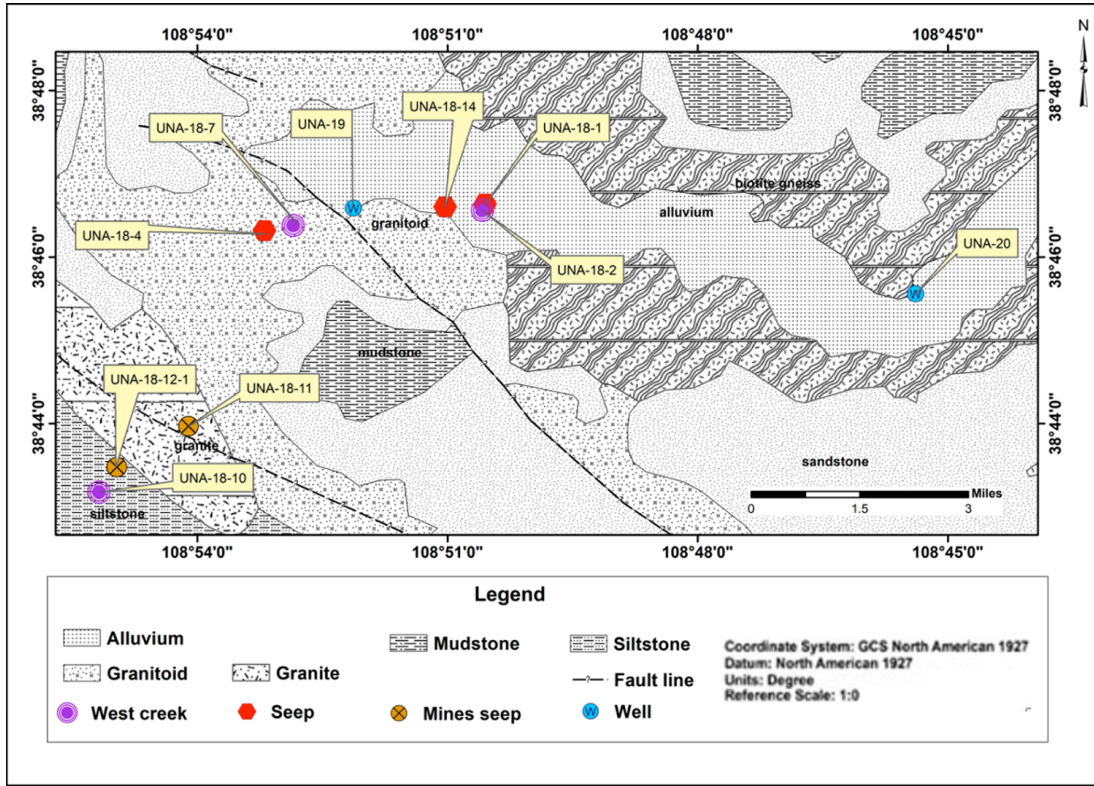 N
108°54'0"
108°51'0"
108°48'0"
108°45'0"
38°48'0"
38°48'0"
UNA-18-7
UNA-19
UNA-18-14
UNA-18-1
biotite gneiss
alluvium
granitoid
W
UNA-18-4
38°46'0"
38°46'0"
UNA-18-2
UNA-20
W
mudstone
UNA-18-12-1
UNA-18-11
38°44'0"
38°44'0"
granite
sandstone
UNA-18-10
siltstone
Miles
0
1.5
3
108°54'0"
108°51'0"
108°48'0"
108°45'0"
Legend
Alluvium
Mudstone
Siltstone
Granitoid
Granite
Fault line
West creek
Seep
Mines seep
W
Well
Coordinate System: GCS North American 1927
Datum: North American 1927
Units: Degree
Reference Scale: 1:0